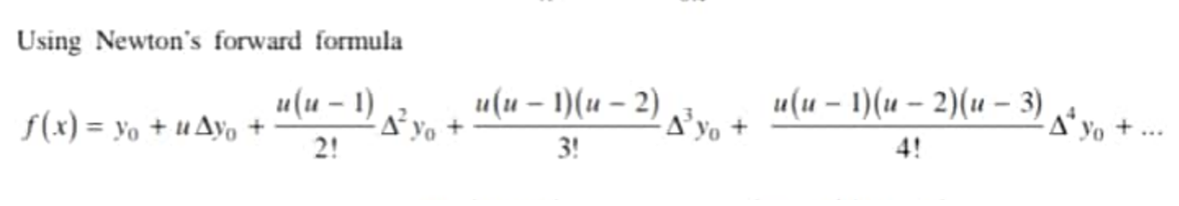 Using Newton's forward formula
f(x) = y₀ + u Δy₀ + u(u – 1)/2! Δ²y₀ + u(u – 1)(u – 2)/3! Δ³y₀ + u(u – 1)(u – 2)(u – 3)/4! Δ⁴y₀ + ...